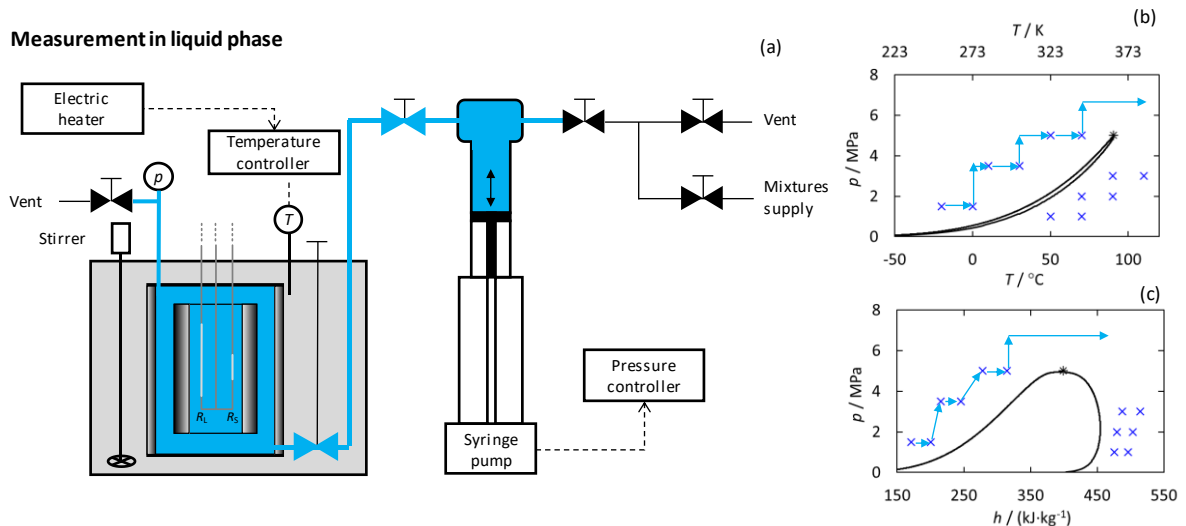 Measurement in liquid phase
(a)
Electric
heater
Temperature
controller
p
Vent
T
Stirrer
R_L
R_S
Vent
Mixtures
supply
Pressure
controller
Syringe
pump
(b)
T / K
223 273 323 373
8
6
4
2
0
p / MPa
-50 0 50 100
T / °C
(c)
8
6
4
2
0
p / MPa
150 250 350 450 550
h / (kJ·kg⁻¹)